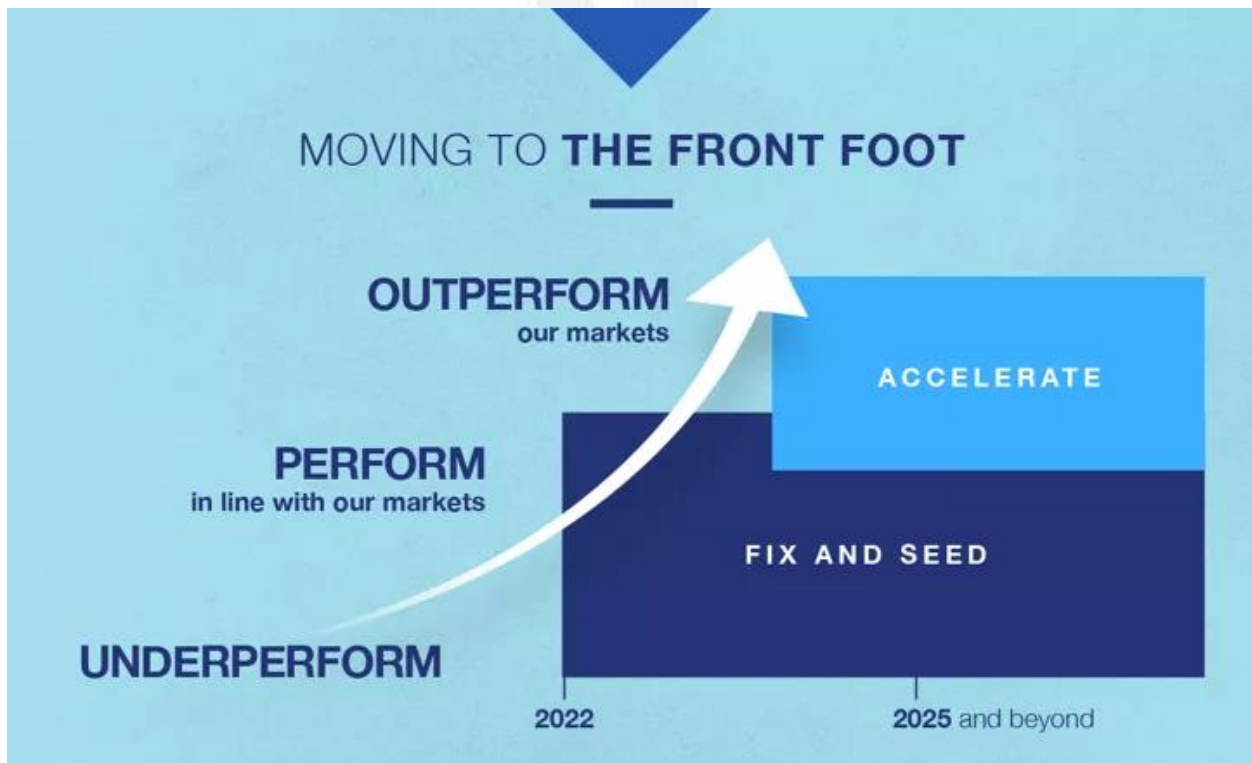 MOVING TO THE FRONT FOOT
OUTPERFORM
our markets
ACCELERATE
PERFORM
in line with our markets
FIX AND SEED
UNDERPERFORM
2022
2025 and beyond